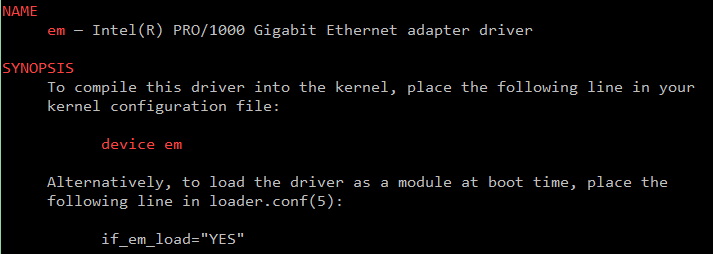 NAME
em — Intel(R) PRO/1000 Gigabit Ethernet adapter driver
SYNOPSIS
To compile this driver into the kernel, place the following line in your
kernel configuration file:
device em
Alternatively, to load the driver as a module at boot time, place the
following line in loader.conf(5):
if_em_load="YES"